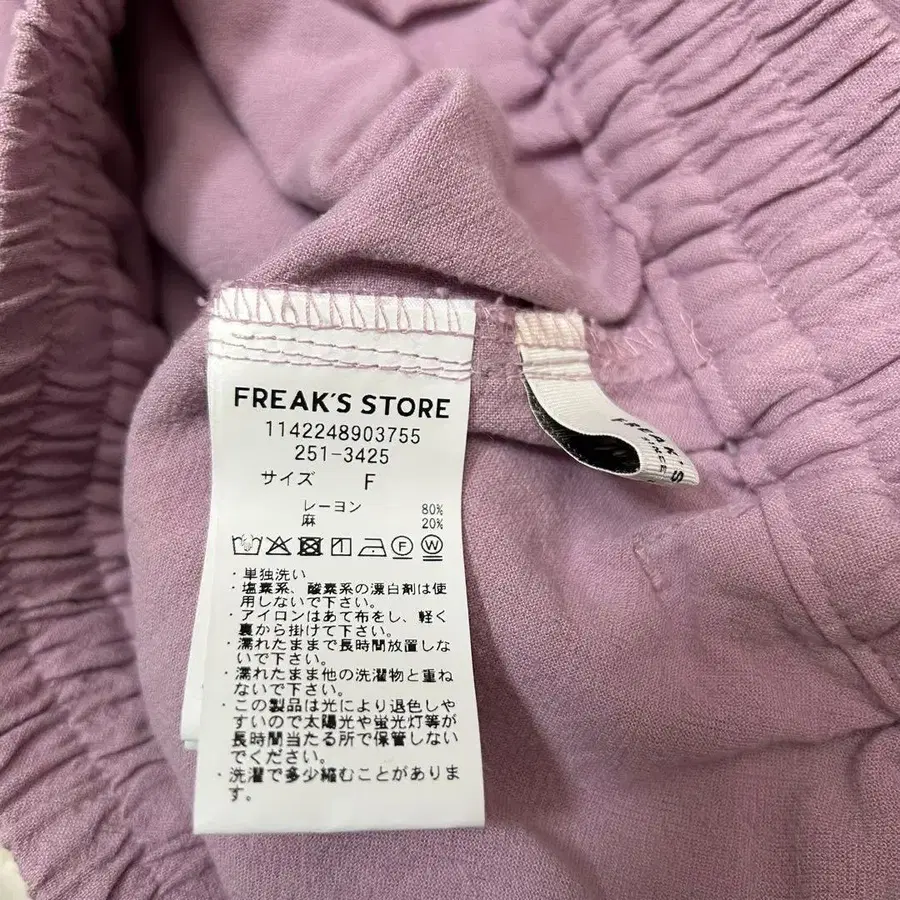 FREAK'S STORE
1142248903755
251-3425
サイズ F
レーヨン 80%
麻 20%
・単独洗い
・塩素系、酸素系の漂白剤は使
用しないで下さい。
・アイロンはあて布をし、軽く
裏から掛けて下さい。
・濡れたままで長時間放置しな
いで下さい。
・濡れたまま他の洗濯物と重ね
ないで下さい。
・この製品は光により退色しや
すいので太陽光や蛍光灯等が
長時間当たる所で保管しない
でください。
・洗濯で多少縮むことがありま
す。
FREAK'S
SINCE